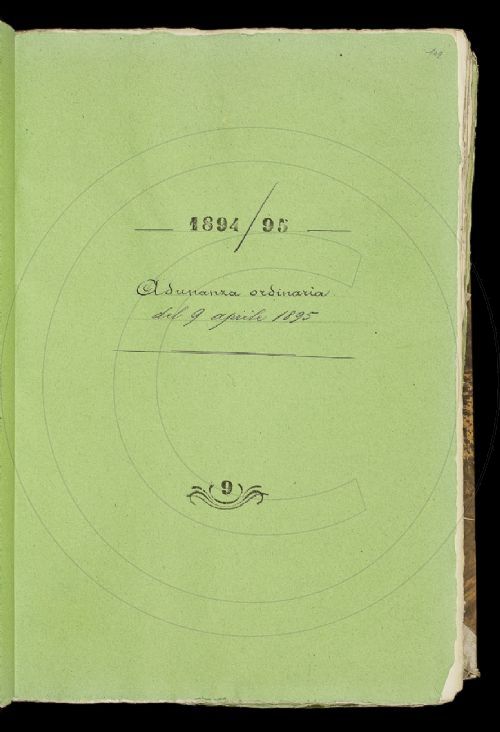 1894/95
Adunanza ordinaria
del 9 aprile 1895
9